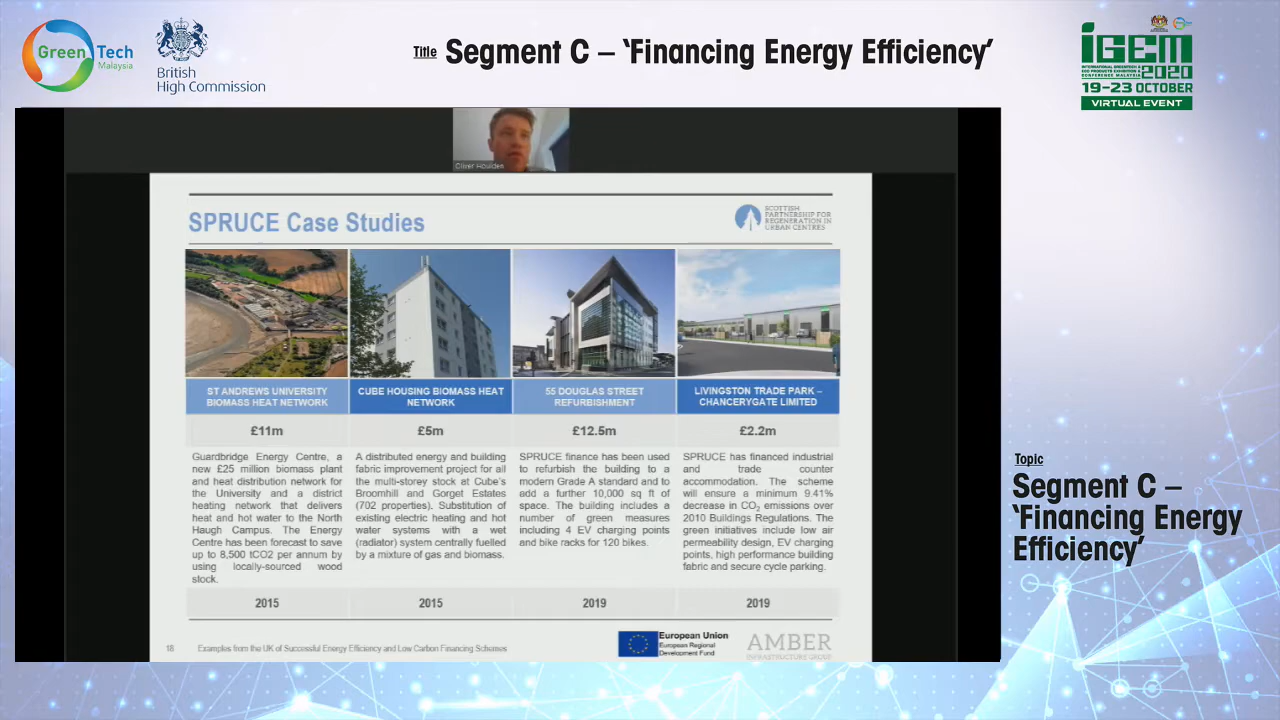 Green Tech
Malaysia
British
High Commission
Title Segment C – ‘Financing Energy Efficiency’
iGEM
INTERNATIONAL GREENTECH &
ECO PRODUCTS EXHIBITION &
CONFERENCE MALAYSIA
2020
19-23 OCTOBER
VIRTUAL EVENT
Oliver Houlden
SPRUCE Case Studies
SCOTTISH
PARTNERSHIP FOR
REGENERATION IN
URBAN CENTRES
ST ANDREWS UNIVERSITY
BIOMASS HEAT NETWORK
£11m
Guardbridge Energy Centre, a
new £25 million biomass plant
and heat distribution network for
the University and a district
heating network that delivers
heat and hot water to the North
Haugh Campus. The Energy
Centre has been forecast to save
up to 8,500 tCO2 per annum by
using locally-sourced wood
stock.
2015
CUBE HOUSING BIOMASS HEAT
NETWORK
£5m
A distributed energy and building
fabric improvement project for all
the multi-storey stock at Cube's
Broomhill and Gorget Estates
(702 properties). Substitution of
existing electric heating and hot
water systems with a wet
(radiator) system centrally fuelled
by a mixture of gas and biomass.
2015
55 DOUGLAS STREET
REFURBISHMENT
£12.5m
SPRUCE finance has been used
to refurbish the building to a
modern Grade A standard and to
add a further 10,000 sq ft of
space. The building includes a
number of green measures
including 4 EV charging points
and bike racks for 120 bikes.
2019
LIVINGSTON TRADE PARK –
CHANCERYGATE LIMITED
£2.2m
SPRUCE has financed industrial
and trade counter
accommodation. The scheme
will ensure a minimum 9.41%
decrease in CO₂ emissions over
2010 Buildings Regulations. The
green initiatives include low air
permeability design, EV charging
points, high performance building
fabric and secure cycle parking.
2019
18 Examples from the UK of Successful Energy Efficiency and Low Carbon Financing Schemes
European Union
European Regional
Development Fund
AMBER
INFRASTRUCTURE GROUP
Topic
Segment C –
‘Financing Energy
Efficiency’